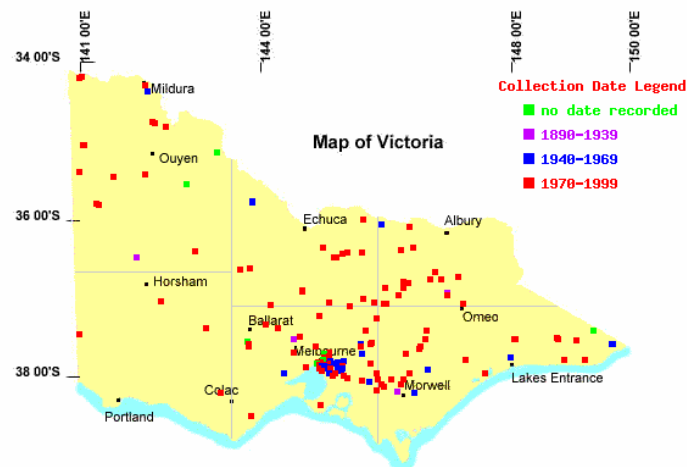 141 00'E
144 00'E
148 00'E
150 00'E
34 00'S
Mildura
Collection Date Legend
no date recorded
1890-1939
1940-1969
1970-1999
Map of Victoria
Ouyen
36 00'S
Echuca
Albury
Horsham
Ballarat
Omeo
Melbourne
38 00'S
Colac
Morwell
Lakes Entrance
Portland